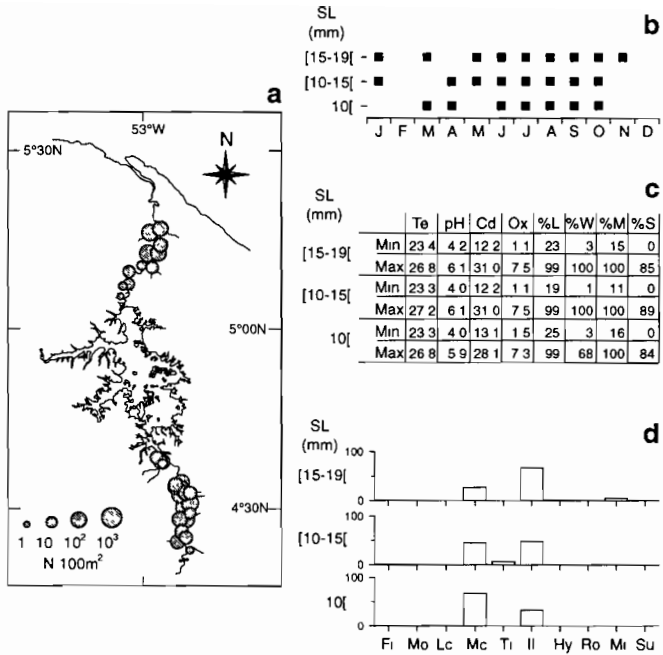 a
53°W
5°30N
N
5°00N
4°30N
1 10 10² 10³
N 100m²
b
SL
(mm)
[15-19[
[10-15[
10[
J F M A M J J A S O N D
c
SL
(mm)
Te pH Cd Ox %L %W %M %S
[15-19[
Min 23 4 4 2 12 2 1 1 23 3 15 0
Max 26 8 6 1 31 0 7 5 99 100 100 85
[10-15[
Min 23 3 4 0 12 2 1 1 19 1 11 0
Max 27 2 6 1 31 0 7 5 99 100 100 89
10[
Min 23 3 4 0 13 1 1 5 25 3 16 0
Max 26 8 5 9 28 1 7 3 99 68 100 84
d
SL
(mm)
100
[15-19[
0
100
[10-15[
0
100
10[
0
Fi Mo Lc Mc Ti Il Hy Ro Mi Su